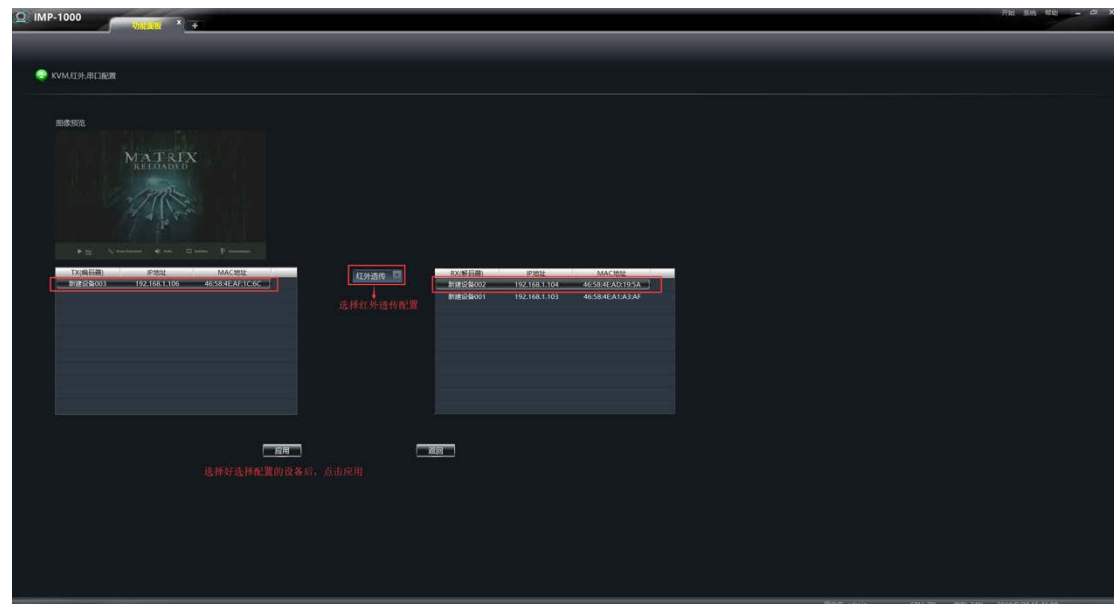 IMP-1000
功能面板 × +
开始 系统 帮助
KVM,红外,串口配置
图像预览
MATRIX
RELOADED
TX(编码器) IP地址 MAC地址
新建设备003 192.168.1.106 46:58:4E:AF:1C:6C
红外透传
选择红外透传配置
RX(解码器) IP地址 MAC地址
新建设备002 192.168.1.104 46:58:4E:AD:19:5A
新建设备001 192.168.1.103 46:58:4E:A1:A3:AF
应用
返回
选择好选择配置的设备后，点击应用